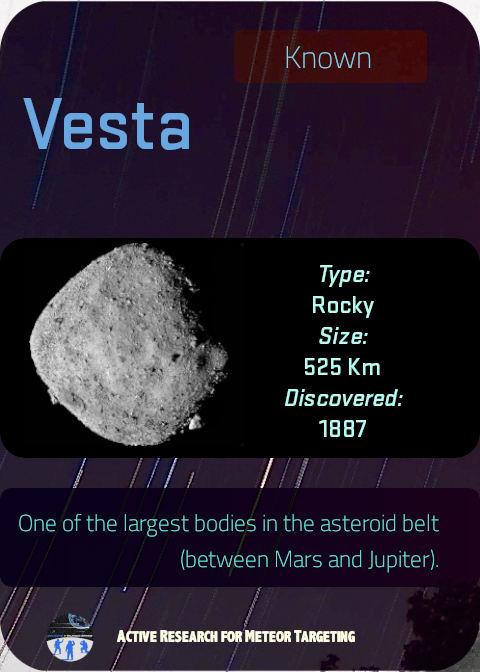 Known
Vesta
Type:
Rocky
Size:
525 Km
Discovered:
1887
One of the largest bodies in the asteroid belt
(between Mars and Jupiter).
Active Research for Meteor Targeting